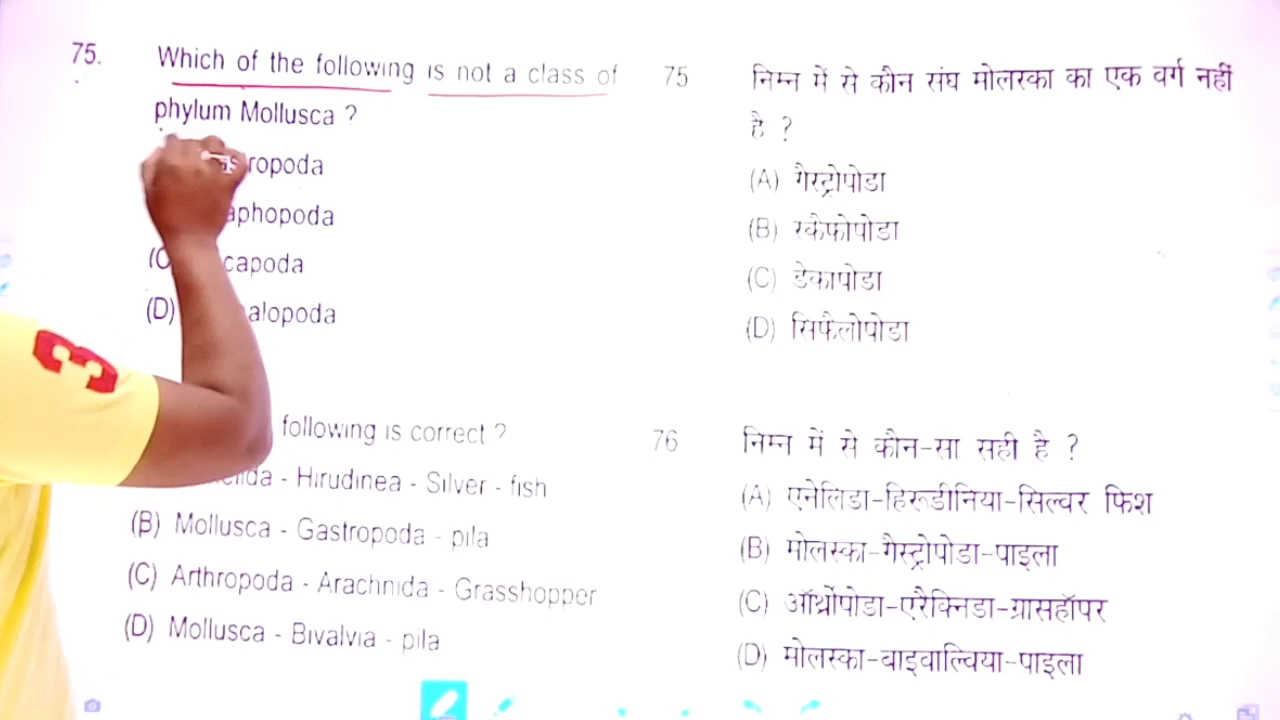 75.
Which of the following is not a class of
phylum Mollusca ?
ropoda
aphopoda
capoda
(D) alopoda
following is correct ?
- Hirudinea - Silver - fish
(B) Mollusca - Gastropoda - pila
(C) Arthropoda - Arachnida - Grasshopper
(D) Mollusca - Bivalvia - pila
75
निम्न में से कौन संघ मोलस्का का एक वर्ग नहीं
है ?
(A) गैस्ट्रोपोडा
(B) स्कैफोपोडा
(C) डेकापोडा
(D) सिफैलोपोडा
76
निम्न में से कौन-सा सही है ?
(A) एनेलिडा-हिरूडीनिया-सिल्वर फिश
(B) मोलस्का-गैस्ट्रोपोडा-पाइला
(C) ऑर्थ्रोपोडा-एरैक्निडा-ग्रासहॉपर
(D) मोलस्का-बाइवाल्विया-पाइला
3